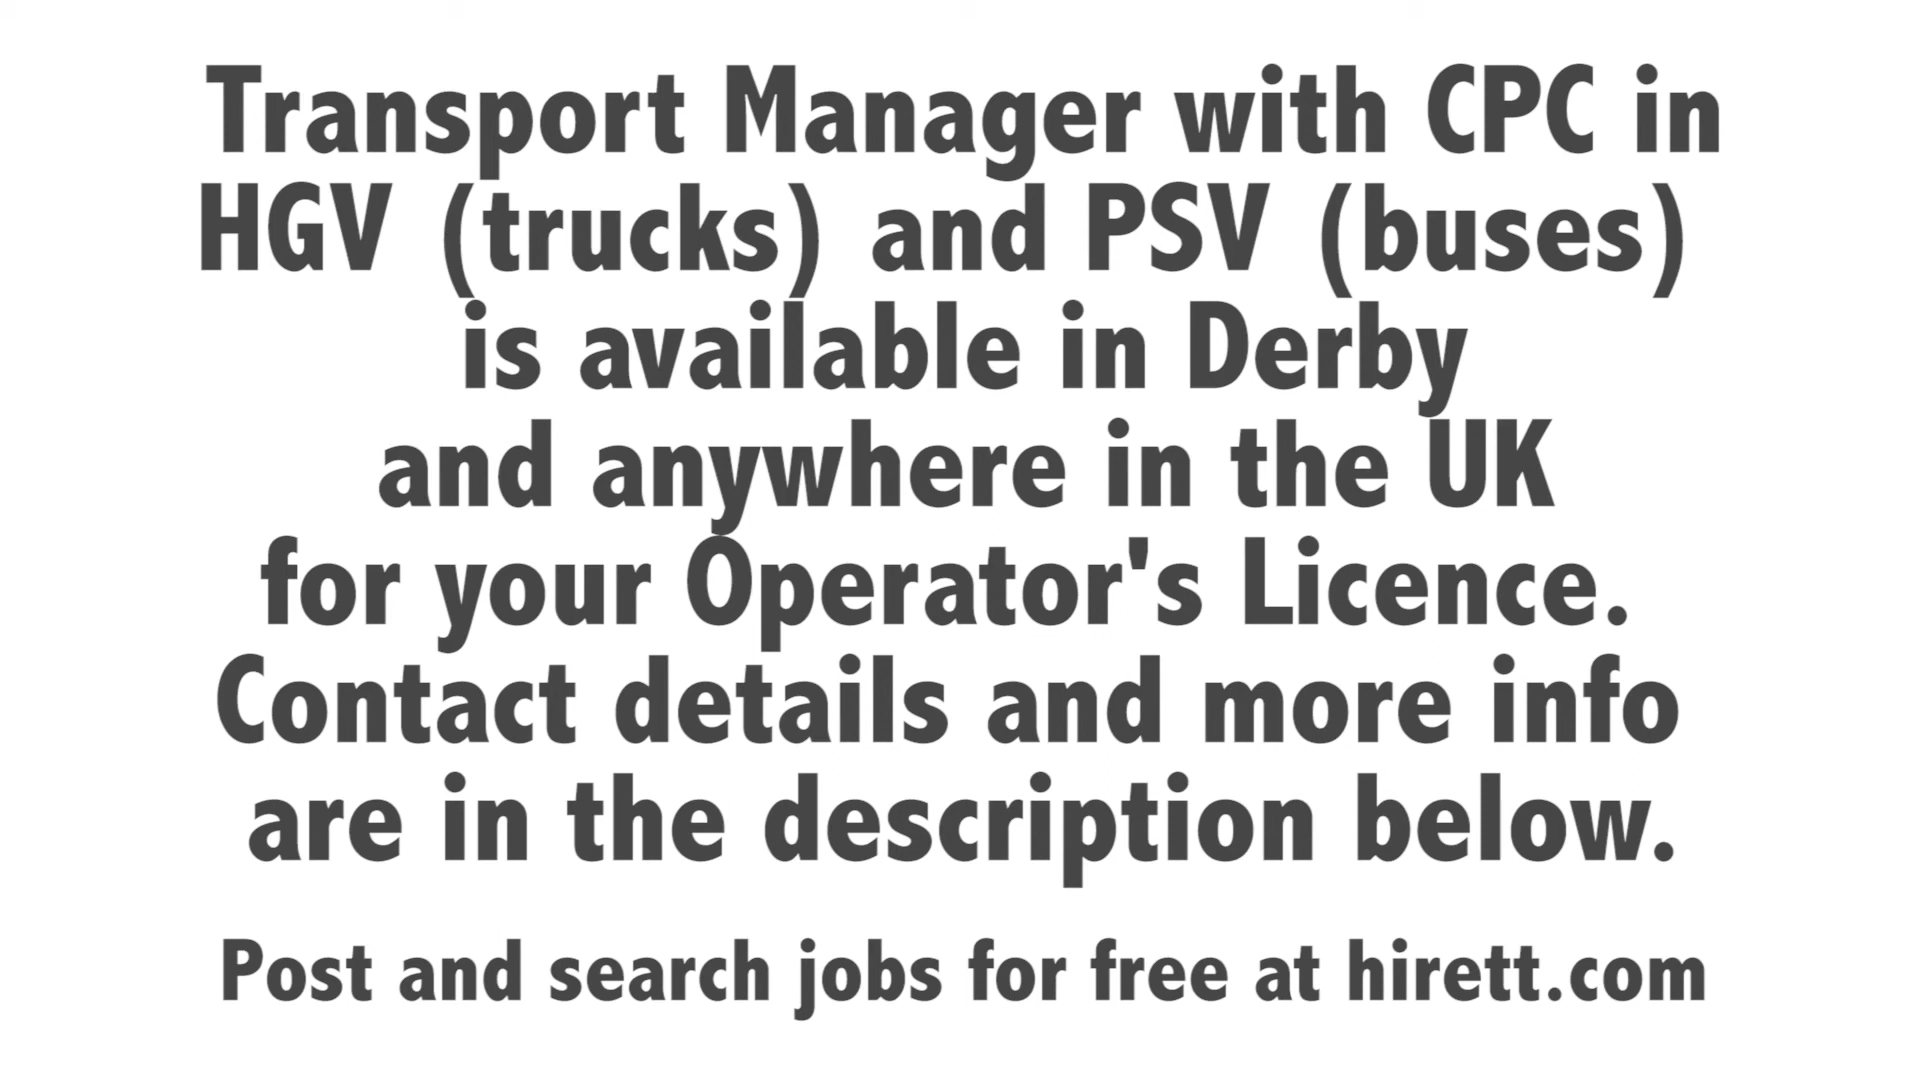 Transport Manager with CPC in
HGV (trucks) and PSV (buses)
is available in Derby
and anywhere in the UK
for your Operator's Licence.
Contact details and more info
are in the description below.
Post and search jobs for free at hirett.com